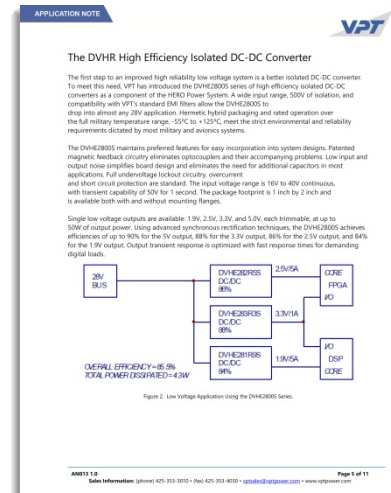 APPLICATION NOTE
VPT
The DVHR High Efficiency Isolated DC-DC Converter
The first step to an improved high reliability low voltage system is a better isolated DC-DC converter.
To meet this need, VPT has introduced the DVHE2800S series of high efficiency isolated DC-DC
converters as a component of the HERO Power System. A wide input range, 500V of isolation, and
compatibility with VPT's standard EMI filters allow the DVHE2800S to
drop into almost any 28V application. Hermetic hybrid packaging and rated operation over
the full military temperature range, -55°C to +125°C, meet the strict environmental and reliability
requirements dictated by most military and avionics systems.
The DVHE2800S maintains preferred features for easy incorporation into system designs. Patented
magnetic feedback circuitry eliminates optocouplers and their accompanying problems. Low input and
output noise simplifies board design and eliminates the need for additional capacitors in most
applications. Full undervoltage lockout circuitry, overcurrent
and short circuit protection are standard. The input voltage range is 16V to 40V continuous,
with transient capability of 50V for 1 second. The package footprint is 1 inch by 2 inch and
is available both with and without mounting flanges.
Single low voltage outputs are available: 1.9V, 2.5V, 3.3V, and 5.0V, each trimmable, at up to
50W of output power. Using advanced synchronous rectification techniques, the DVHE2800S achieves
efficiencies of up to 90% for the 5V output, 88% for the 3.3V output, 86% for the 2.5V output, and 84%
for the 1.9V output. Output transient response is optimized with fast response times for demanding
digital loads.
28V
BUS
DVHE282R5S
DC/DC
86%
2.5V/5A
CORE
FPGA
I/O
DVHE283R3S
DC/DC
88%
3.3V/1A
DVHE281R9S
DC/DC
84%
1.9V/5A
I/O
DSP
CORE
OVERALL EFFICIENCY = 85.5%
TOTAL POWER DISSIPATED = 4.3W
Figure 2. Low Voltage Application Using the DVHE2800S Series.
AN013 1.0
Page 5 of 11
Sales Information: (phone) 425-353-3010 • (fax) 425-353-4030 • vptsales@vptpower.com • www.vptpower.com